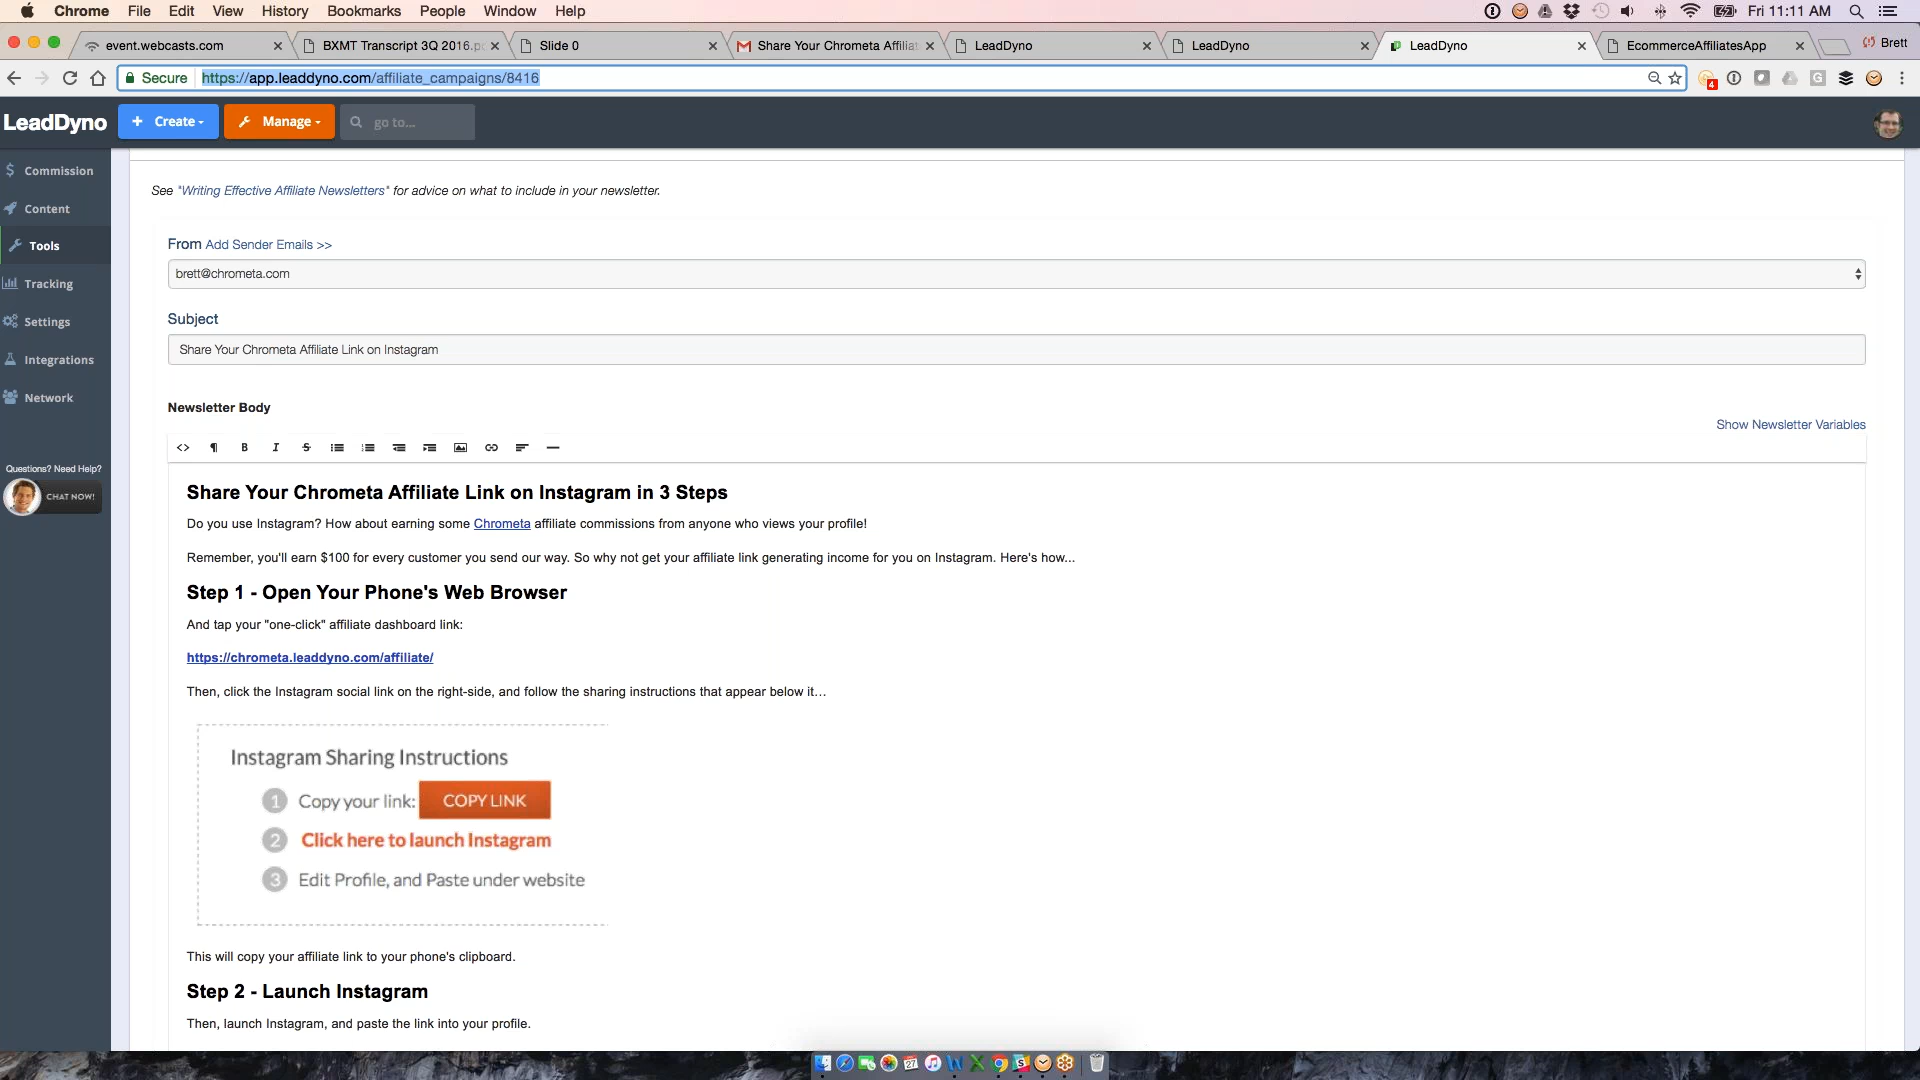 Chrome File Edit View History Bookmarks People Window Help Fri 11:11 AM
event.webcasts.com BXMT Transcript 3Q 2016.p Slide 0 Share Your Chrometa Affilia LeadDyno LeadDyno LeadDyno EcommerceAffiliatesApp Brett
Secure https://app.leaddyno.com/affiliate_campaigns/8416 4
LeadDyno + Create Manage go to...
Commission
Content
Tools
Tracking
Settings
Integrations
Network
Questions? Need Help?
CHAT NOW!
See "Writing Effective Affiliate Newsletters" for advice on what to include in your newsletter.
From Add Sender Emails >>
brett@chrometa.com
Subject
Share Your Chrometa Affiliate Link on Instagram
Newsletter Body
Show Newsletter Variables
<> ¶ B I S
Share Your Chrometa Affiliate Link on Instagram in 3 Steps
Do you use Instagram? How about earning some Chrometa affiliate commissions from anyone who views your profile!
Remember, you'll earn $100 for every customer you send our way. So why not get your affiliate link generating income for you on Instagram. Here's how...
Step 1 - Open Your Phone's Web Browser
And tap your "one-click" affiliate dashboard link:
https://chrometa.leaddyno.com/affiliate/
Then, click the Instagram social link on the right-side, and follow the sharing instructions that appear below it…
Instagram Sharing Instructions
1 Copy your link: COPY LINK
2 Click here to launch Instagram
3 Edit Profile, and Paste under website
This will copy your affiliate link to your phone's clipboard.
Step 2 - Launch Instagram
Then, launch Instagram, and paste the link into your profile.